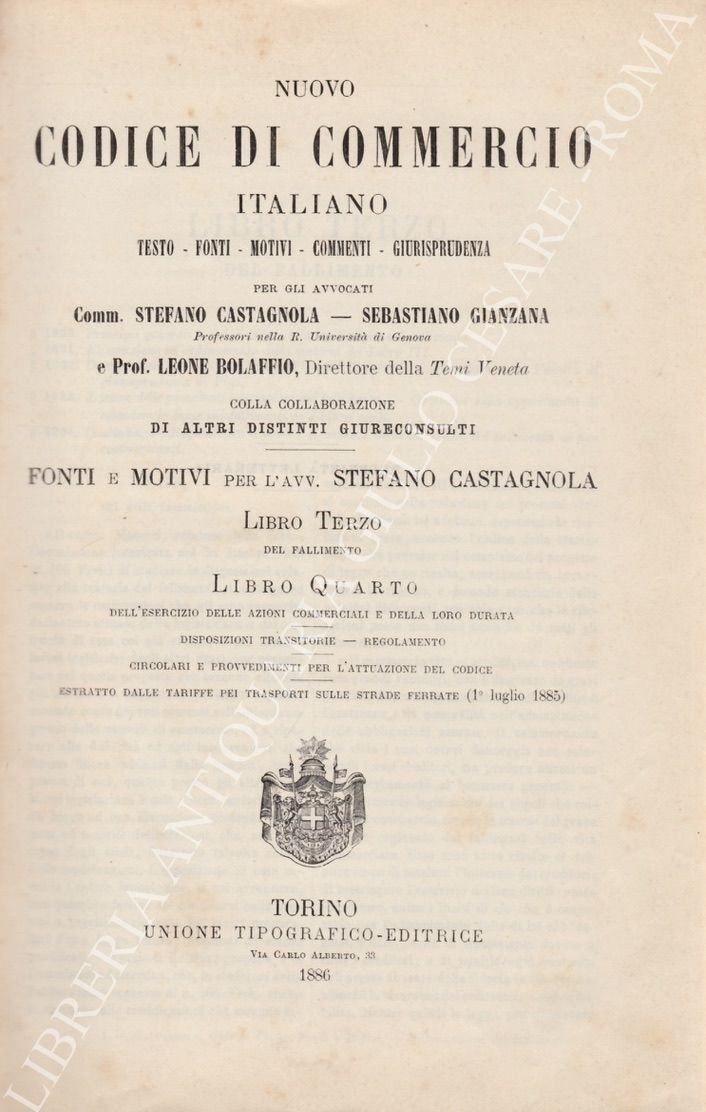 NUOVO
CODICE DI COMMERCIO
ITALIANO
TESTO - FONTI - MOTIVI - COMMENTI - GIURISPRUDENZA
PER GLI AVVOCATI
Comm. STEFANO CASTAGNOLA — SEBASTIANO GIANZANA
Professori nella R. Università di Genova
e Prof. LEONE BOLAFFIO, Direttore della Temi Veneta
COLLA COLLABORAZIONE
DI ALTRI DISTINTI GIURECONSULTI
FONTI E MOTIVI PER L'AVV. STEFANO CASTAGNOLA
LIBRO TERZO
DEL FALLIMENTO
LIBRO QUARTO
DELL'ESERCIZIO DELLE AZIONI COMMERCIALI E DELLA LORO DURATA
DISPOSIZIONI TRANSITORIE — REGOLAMENTO
CIRCOLARI E PROVVEDIMENTI PER L'ATTUAZIONE DEL CODICE
ESTRATTO DALLE TARIFFE PEI TRASPORTI SULLE STRADE FERRATE (1° luglio 1885)
TORINO
UNIONE TIPOGRAFICO-EDITRICE
VIA CARLO ALBERTO, 33
1886
LIBRERIA ANTIQUARIA GIULIO CESARE - ROMA